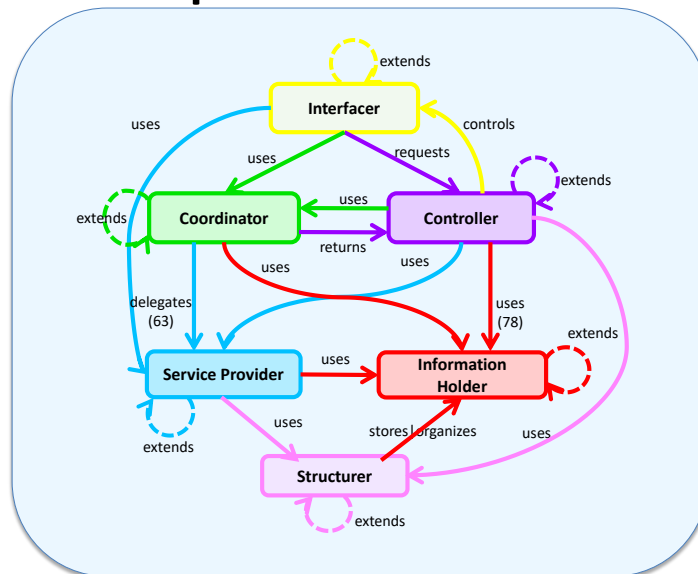 extends
Interfacer
uses
controls
uses
requests
extends
uses
extends
Coordinator
Controller
returns
uses
uses
delegates
(63)
uses
(78)
extends
uses
Service Provider
Information
Holder
extends
uses
stores|organizes
uses
Structurer
extends